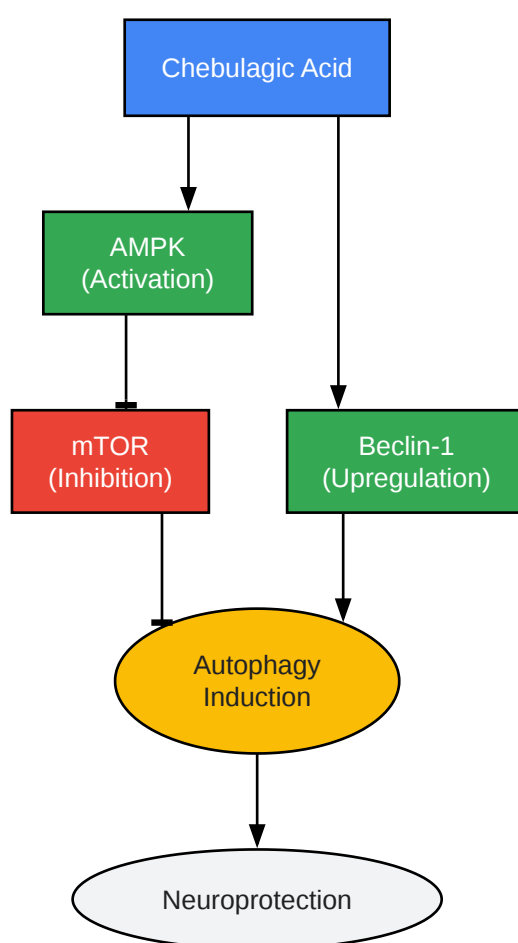 Chebulagic Acid
AMPK
(Activation)
mTOR
(Inhibition)
Beclin-1
(Upregulation)
Autophagy
Induction
Neuroprotection